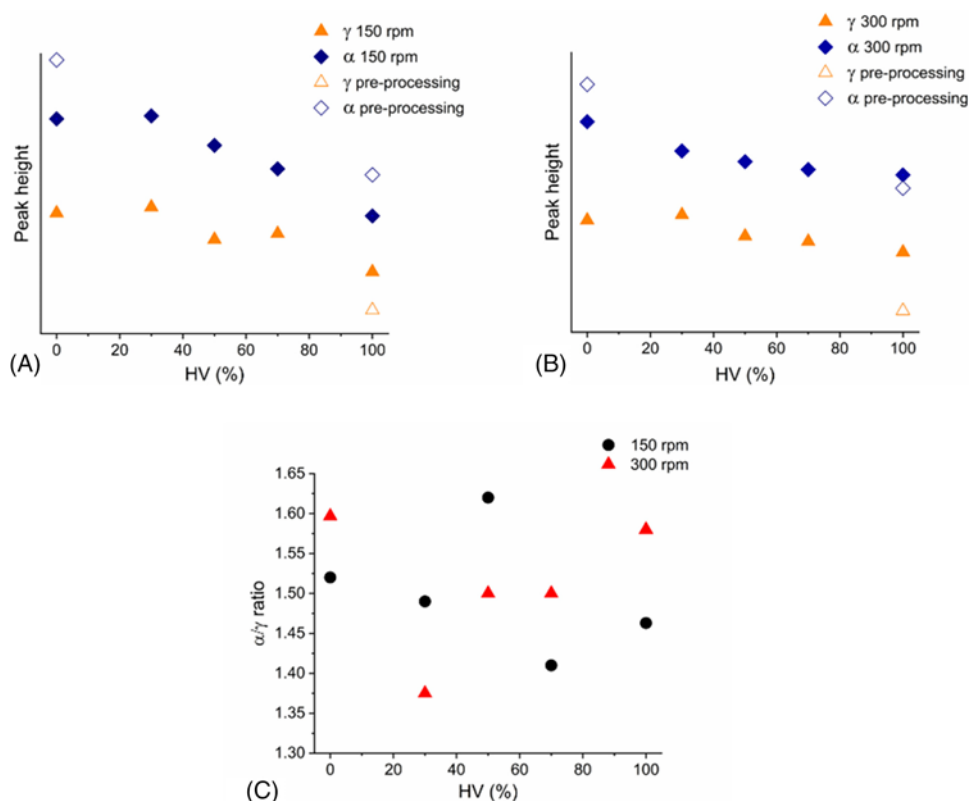 γ 150 rpm
α 150 rpm
γ pre-processing
α pre-processing
Peak height
0 20 40 60 80 100
HV (%)
(A)
γ 300 rpm
α 300 rpm
γ pre-processing
α pre-processing
Peak height
0 20 40 60 80 100
HV (%)
(B)
150 rpm
300 rpm
1.65
1.60
1.55
1.50
1.45
1.40
1.35
1.30
α/γ ratio
0 20 40 60 80 100
HV (%)
(C)